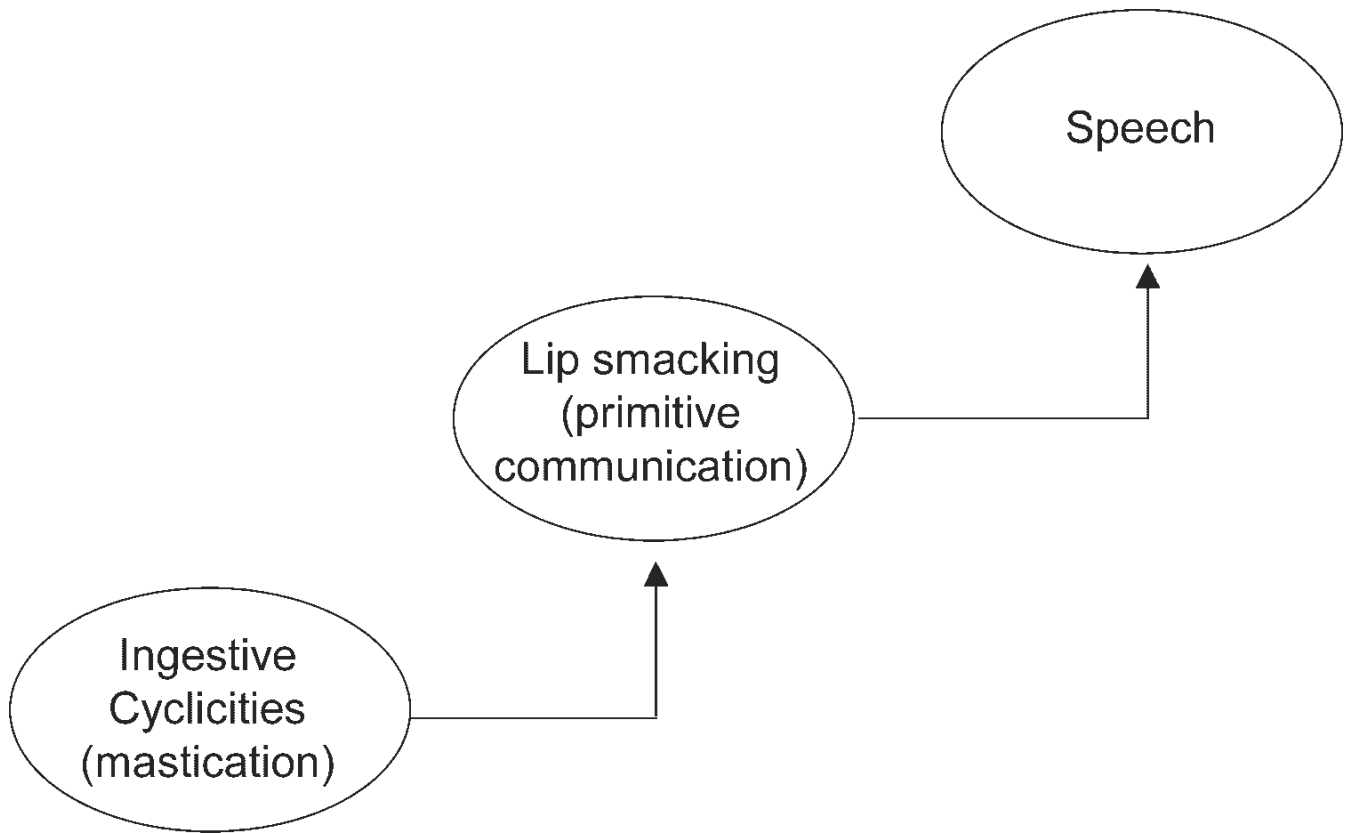 Speech
Lip smacking
(primitive
communication)
Ingestive
Cyclicities
(mastication)